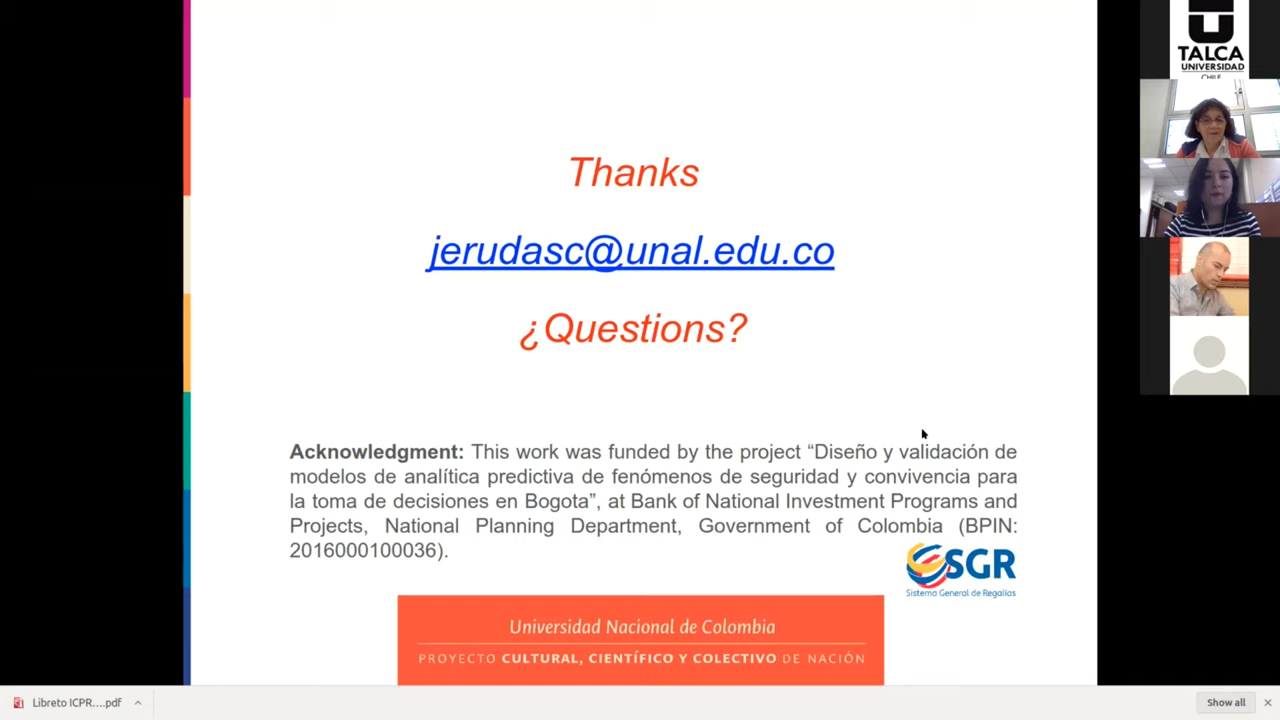 TALCA
UNIVERSIDAD
CHILE
Thanks
jerudasc@unal.edu.co
¿Questions?
Acknowledgment: This work was funded by the project “Diseño y validación de
modelos de analítica predictiva de fenómenos de seguridad y convivencia para
la toma de decisiones en Bogota”, at Bank of National Investment Programs and
Projects, National Planning Department, Government of Colombia (BPIN:
2016000100036).
SGR
Sistema General de Regalías
Universidad Nacional de Colombia
PROYECTO CULTURAL, CIENTÍFICO Y COLECTIVO DE NACIÓN
Libreto ICPR....pdf
Show all